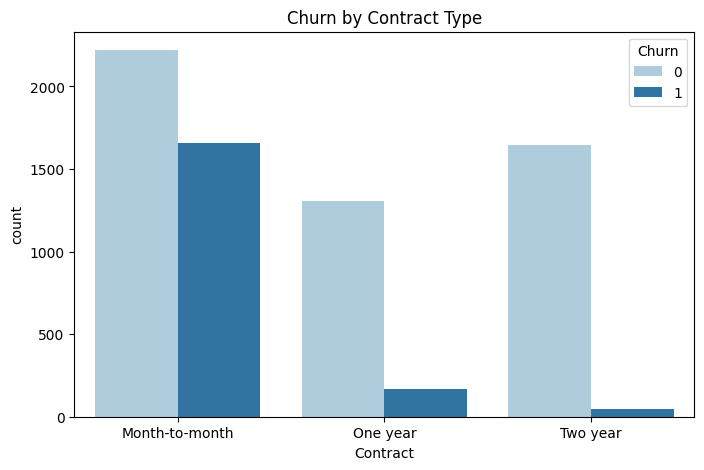 Churn by Contract Type
Churn
0
1
count
2000
1500
1000
500
0
Month-to-month
One year
Two year
Contract